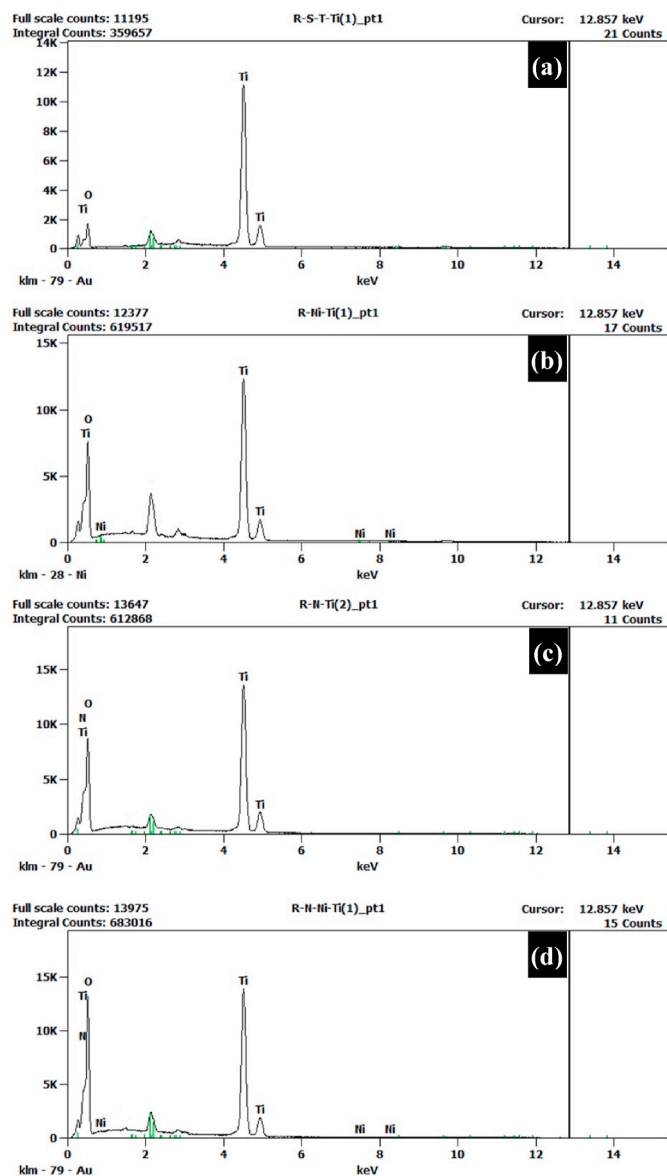 Full scale counts: 11195 R-S-T-Ti(1)_pt1 Cursor: 12.857 keV
Integral Counts: 359657 21 Counts
14K
(a)
Ti
12K
10K
8K
6K
O
4K
Ti
Ti
2K
0
0 2 4 6 8 10 12 14
klm - 79 - Au keV
Full scale counts: 12377 R-Ni-Ti(1)_pt1 Cursor: 12.857 keV
Integral Counts: 619517 17 Counts
15K
(b)
Ti
10K
O
Ti
5K
Ti
Ni Ni Ni
0
0 2 4 6 8 10 12 14
klm - 28 - Ni keV
Full scale counts: 13647 R-N-Ti(2)_pt1 Cursor: 12.857 keV
Integral Counts: 612868 11 Counts
(c)
15K
Ti
O
N
10K
Ti
5K
Ti
0
0 2 4 6 8 10 12 14
klm - 79 - Au keV
Full scale counts: 13975 R-N-Ni-Ti(1)_pt1 Cursor: 12.857 keV
Integral Counts: 683016 15 Counts
(d)
15K
O Ti
Ti
10K
N
5K
Ti
Ni Ni Ni
0
0 2 4 6 8 10 12 14
klm - 79 - Au keV